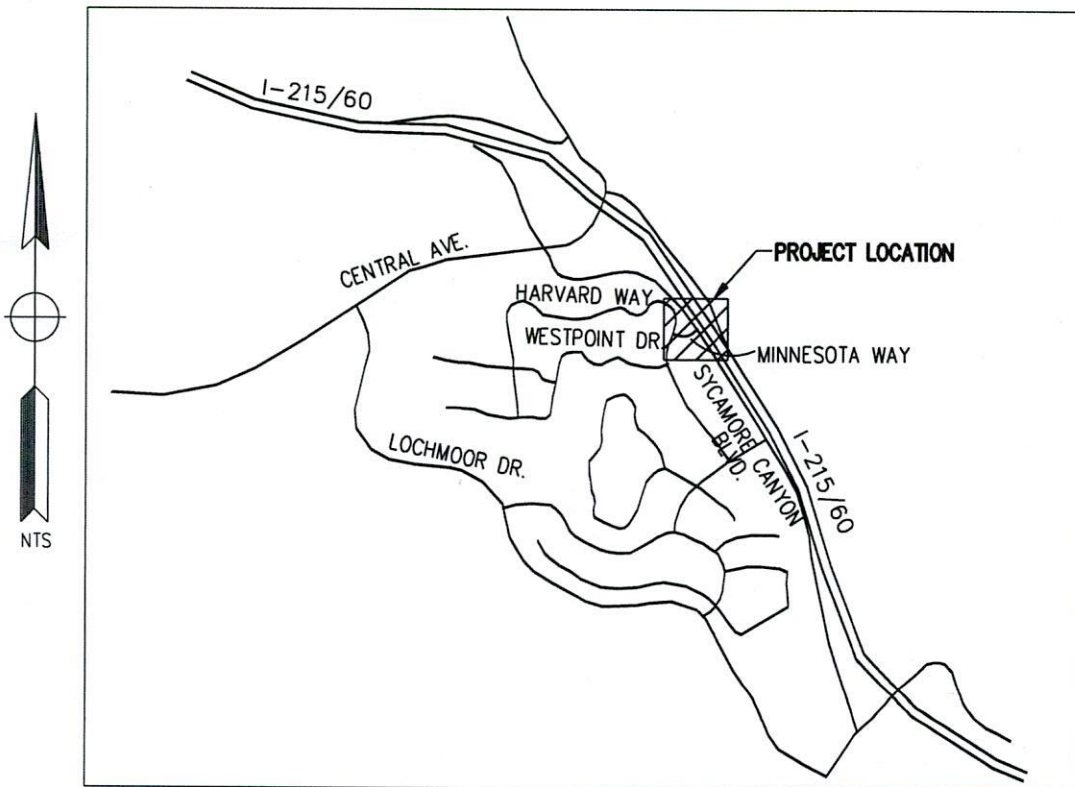 I-215/60
CENTRAL AVE.
PROJECT LOCATION
HARVARD WAY
WESTPOINT DR.
MINNESOTA WAY
SYCAMORE CANYON
BLVD.
I-215/60
LOCHMOOR DR.
NTS